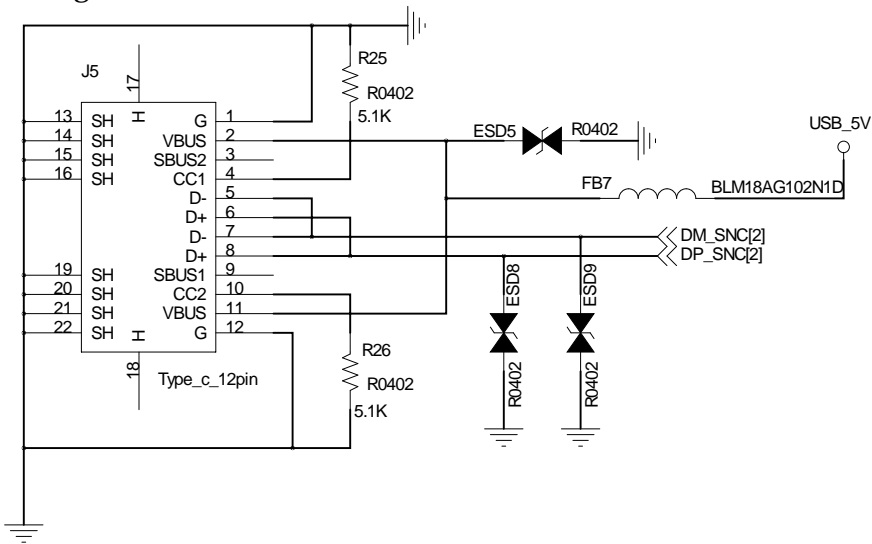 R25
R0402
5.1K
J5
17
H
13 SH G 1
14 SH VBUS 2
15 SH SBUS2 3
16 SH CC1 4
D- 5
D+ 6
D- 7
D+ 8
19 SH SBUS1 9
20 SH CC2 10
21 SH VBUS 11
22 SH G 12
H
18
Type_c_12pin
ESD5 R0402
USB_5V
FB7 BLM18AG102N1D
DM_SNC[2]
DP_SNC[2]
ESD8
R0402
ESD9
R0402
R26
R0402
5.1K